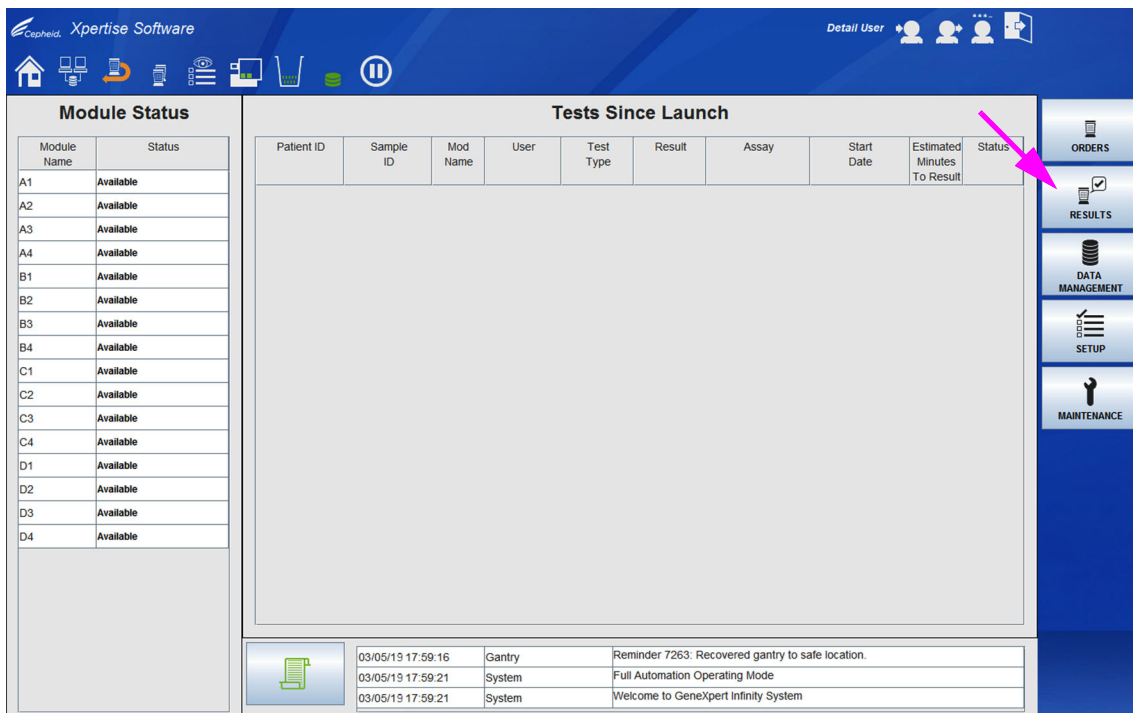 Cepheid. Xpertise Software
Detail User
Module Status
Module Name Status
A1 Available
A2 Available
A3 Available
A4 Available
B1 Available
B2 Available
B3 Available
B4 Available
C1 Available
C2 Available
C3 Available
C4 Available
D1 Available
D2 Available
D3 Available
D4 Available
Tests Since Launch
Patient ID Sample ID Mod Name User Test Type Result Assay Start Date Estimated Minutes To Result Status
03/05/19 17:59:16 Gantry Reminder 7263: Recovered gantry to safe location.
03/05/19 17:59:21 System Full Automation Operating Mode
03/05/19 17:59:21 System Welcome to GeneXpert Infinity System
ORDERS
RESULTS
DATA
MANAGEMENT
SETUP
MAINTENANCE